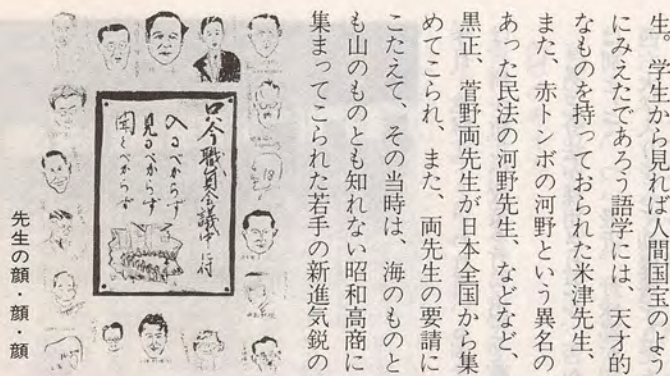 生。学生から見れば人間国宝のよう
にみえたであろう語学には、天才的
なものを持っておられた米津先生、
また、赤トンボの河野という異名の
あった民法の河野先生、などなど、
黒正、菅野両先生が日本全国から集
めてこられ、また、両先生の要請に
こたえて、その当時は、海のものと
も山のものとも知れない昭和高商に
集まってこられた若手の新進気鋭の
只今職員会議中ニ付
入るべからず
見るべからず
聞くべからず
先生の顔・顔・顔